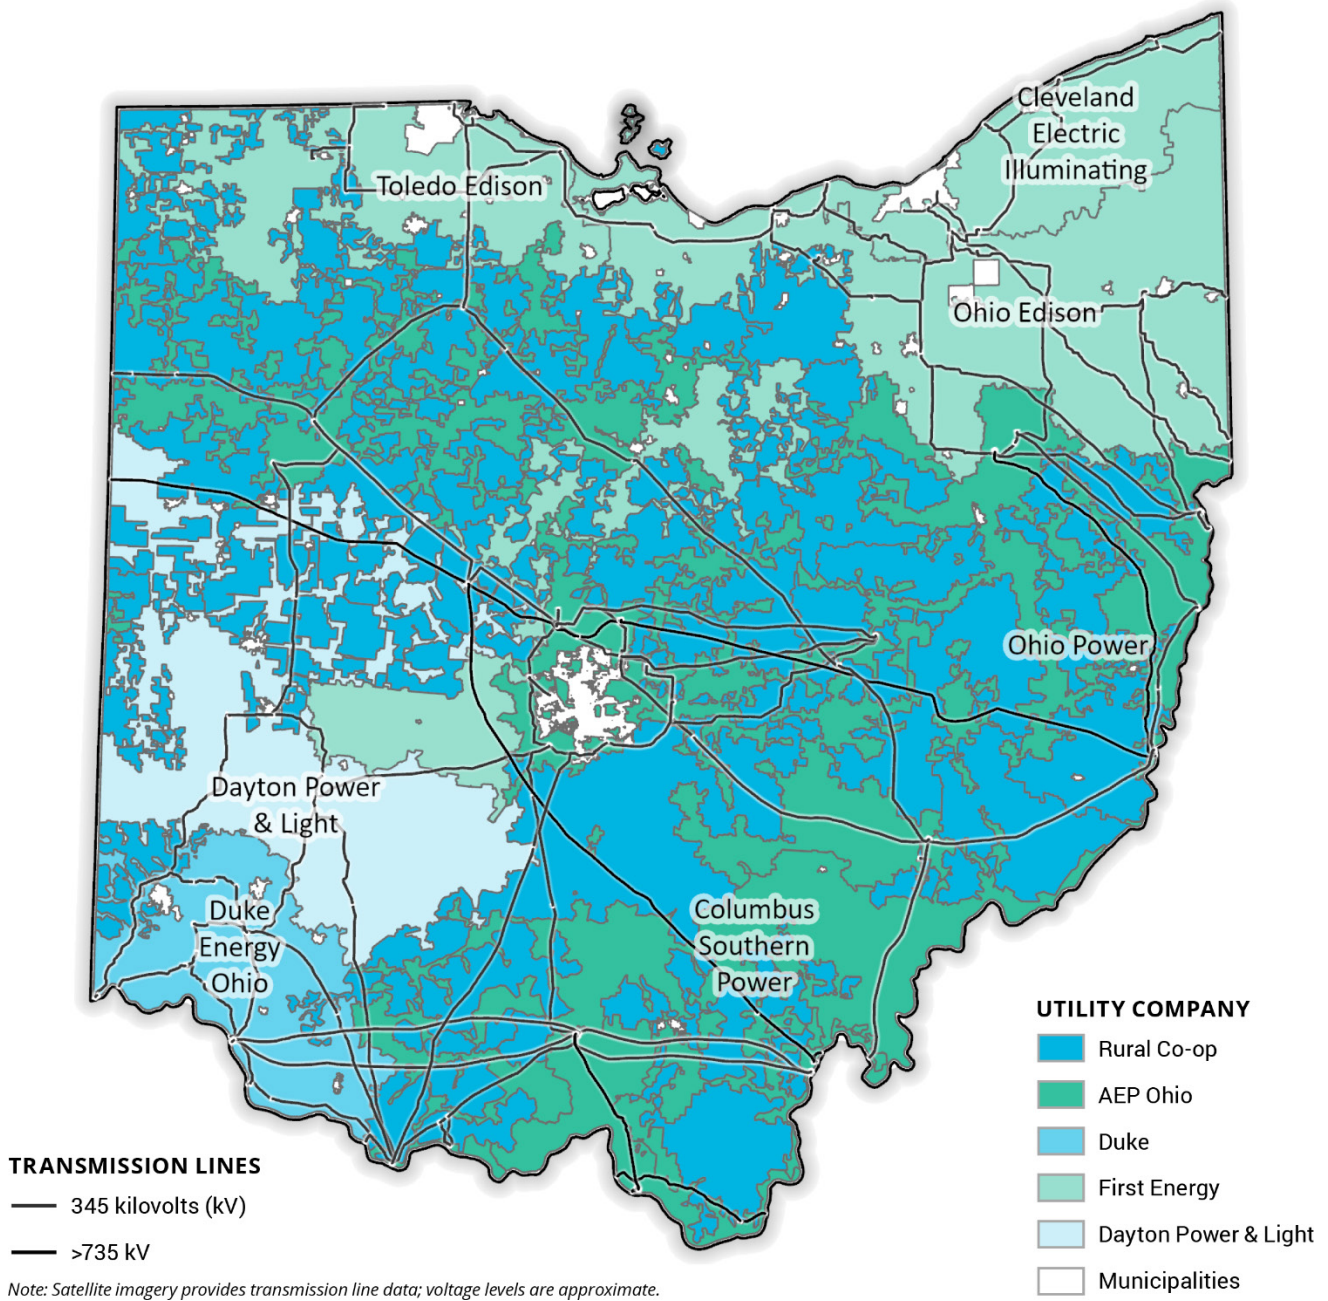 Cleveland
Electric
Illuminating
Toledo Edison
Ohio Edison
Ohio Power
Dayton Power
& Light
Duke
Energy
Ohio
Columbus
Southern
Power
UTILITY COMPANY
Rural Co-op
AEP Ohio
Duke
First Energy
Dayton Power & Light
Municipalities
TRANSMISSION LINES
345 kilovolts (kV)
>735 kV
Note: Satellite imagery provides transmission line data; voltage levels are approximate.